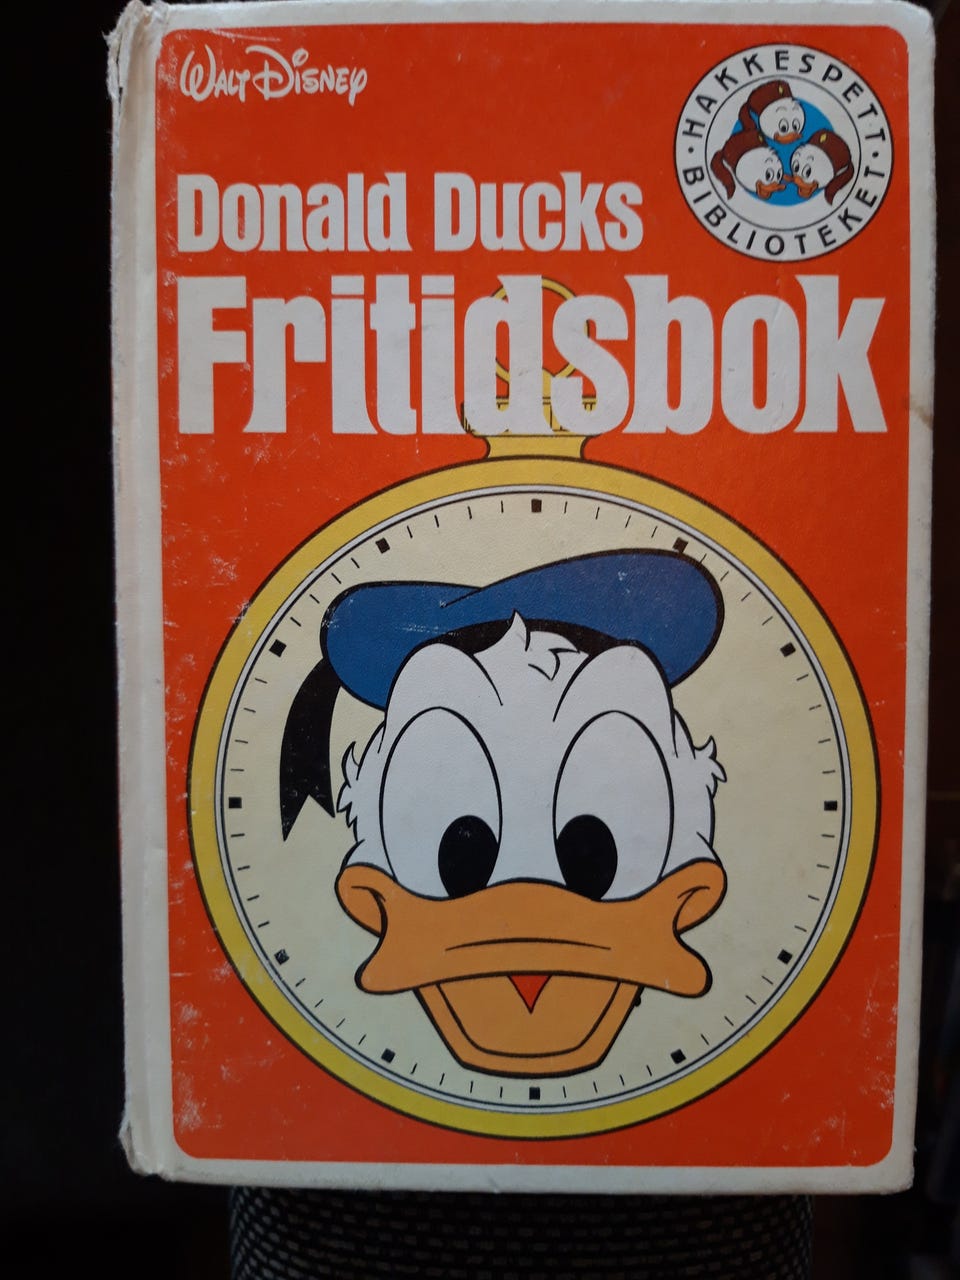 Walt Disney
HAKKESPETT
BIBLIOTEKET
Donald Ducks
Fritidsbok